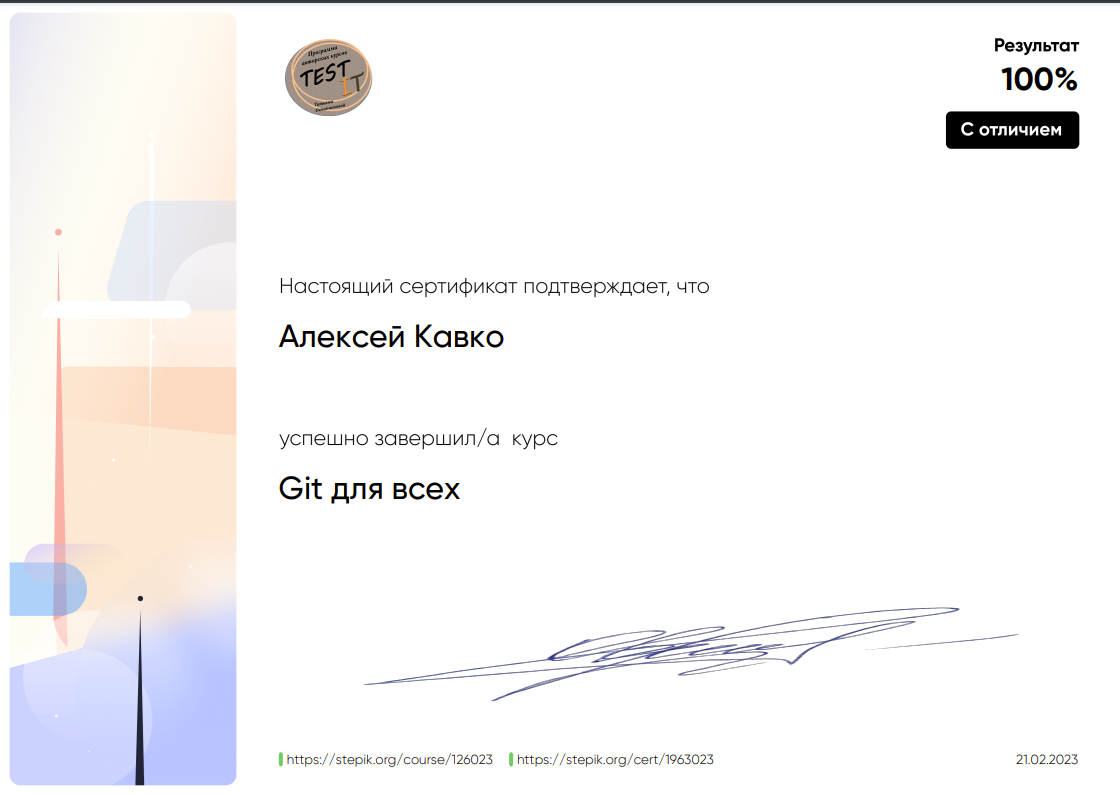 Программа
авторских курсов
TEST
IT
Результат
100%
С отличием
Настоящий сертификат подтверждает, что
Алексей Кавко
успешно завершил/а курс
Git для всех
https://stepik.org/course/126023 https://stepik.org/cert/1963023
21.02.2023